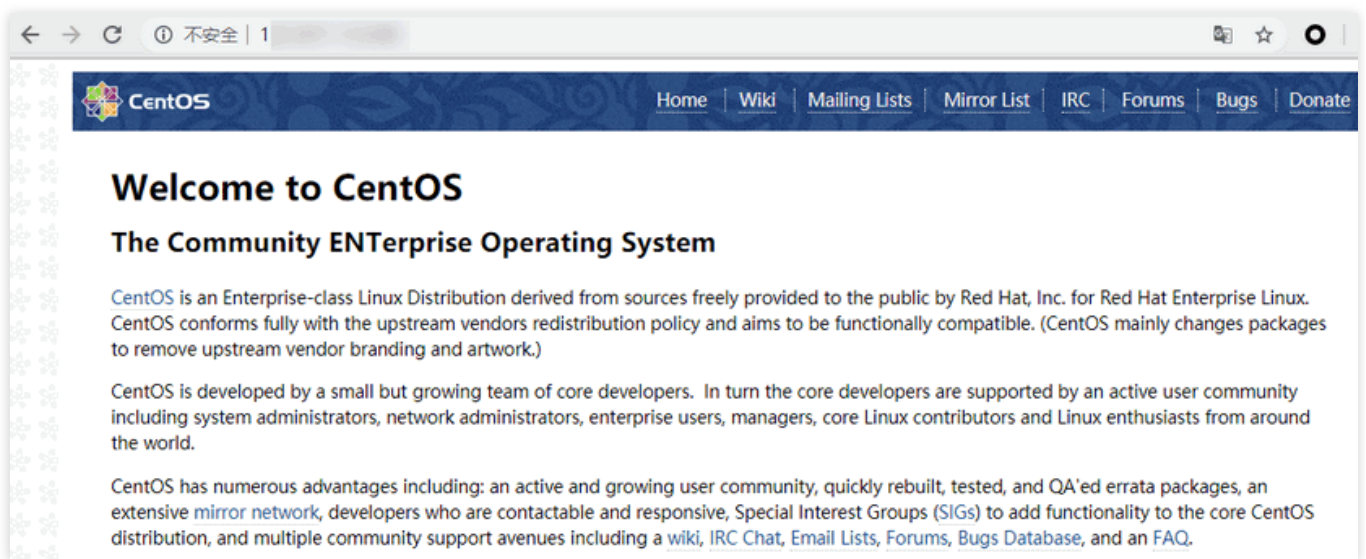 不安全 | 1
CentOS
Home Wiki Mailing Lists Mirror List IRC Forums Bugs Donate
Welcome to CentOS
The Community ENTerprise Operating System
CentOS is an Enterprise-class Linux Distribution derived from sources freely provided to the public by Red Hat, Inc. for Red Hat Enterprise Linux.
CentOS conforms fully with the upstream vendors redistribution policy and aims to be functionally compatible. (CentOS mainly changes packages
to remove upstream vendor branding and artwork.)
CentOS is developed by a small but growing team of core developers.  In turn the core developers are supported by an active user community
including system administrators, network administrators, enterprise users, managers, core Linux contributors and Linux enthusiasts from around
the world.
CentOS has numerous advantages including: an active and growing user community, quickly rebuilt, tested, and QA'ed errata packages, an
extensive mirror network, developers who are contactable and responsive, Special Interest Groups (SIGs) to add functionality to the core CentOS
distribution, and multiple community support avenues including a wiki, IRC Chat, Email Lists, Forums, Bugs Database, and an FAQ.